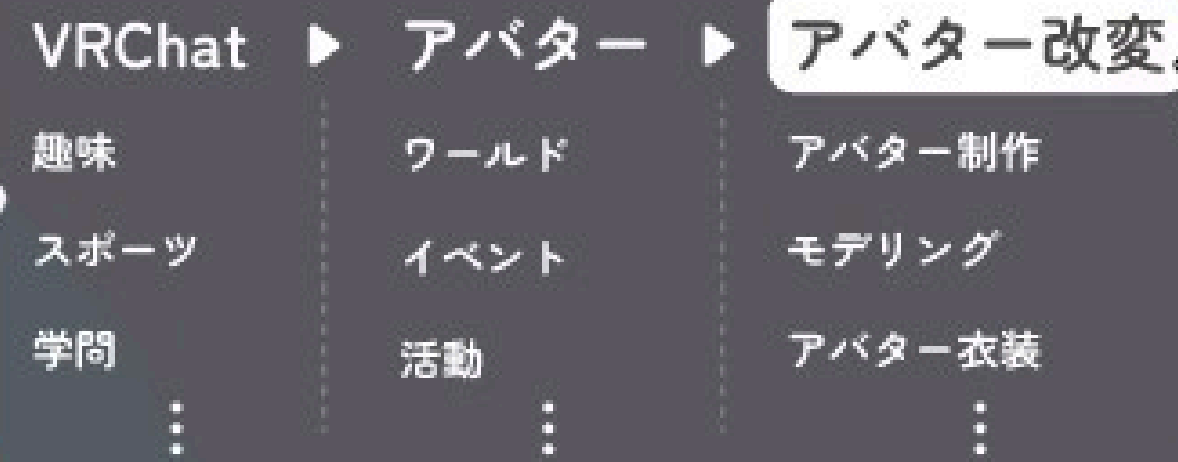 VRChat ▶ アバター ▶ アバター改変
趣味 ワールド アバター制作
スポーツ イベント モデリング
学問 活動 アバター衣装